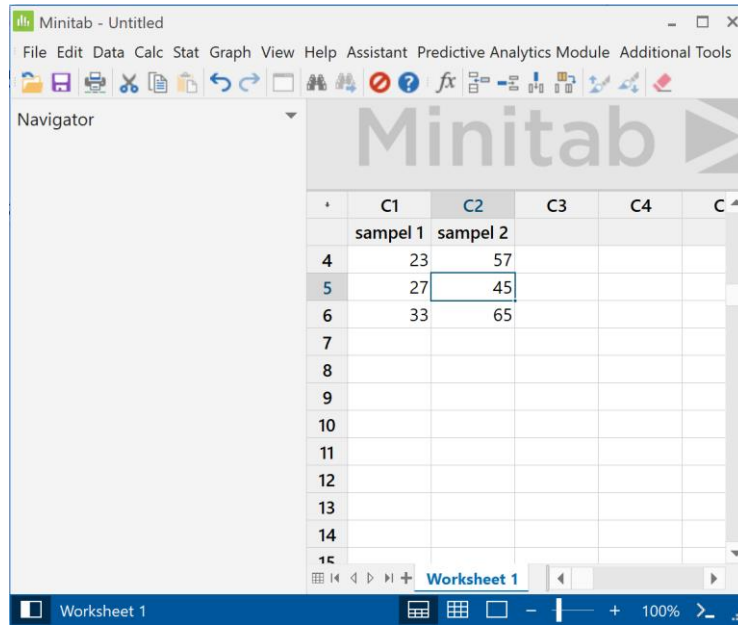 Minitab - Untitled
File Edit Data Calc Stat Graph View Help Assistant Predictive Analytics Module Additional Tools
fx
Navigator
Minitab
C1 C2 C3 C4 C
sampel 1 sampel 2
4 23 57
5 27 45
6 33 65
7
8
9
10
11
12
13
14
15
Worksheet 1
Worksheet 1 100%